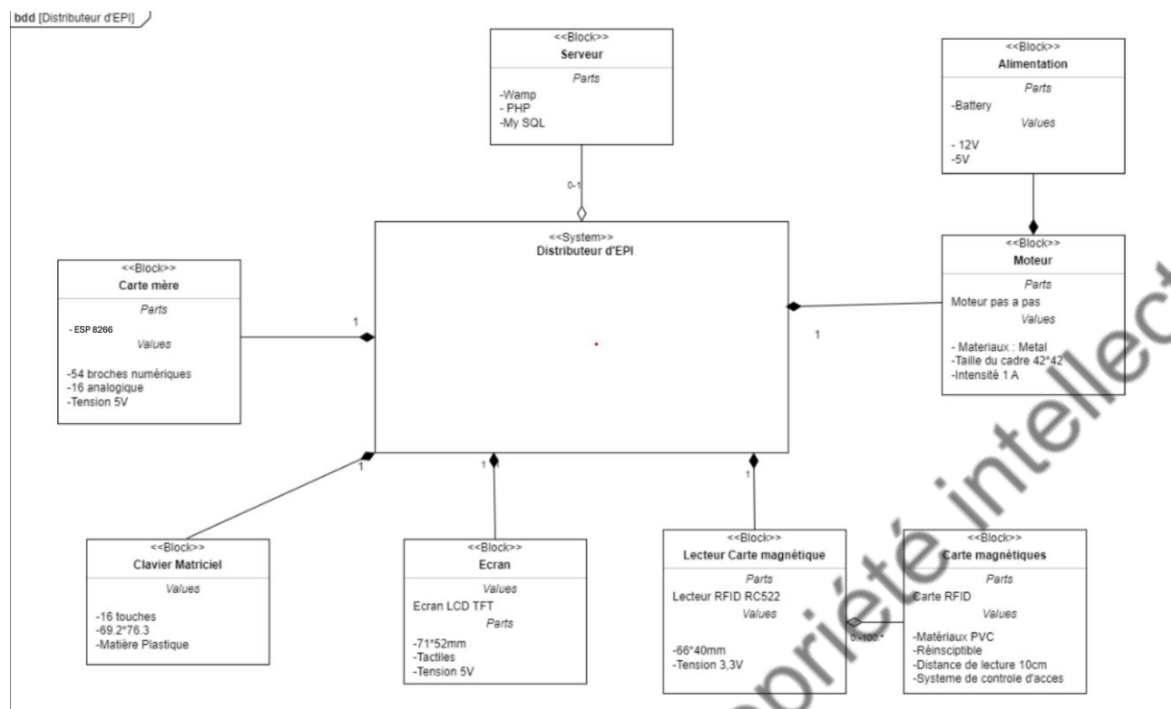 bdd [Distributeur d'EPI]
<<Block>>
Serveur
Parts
-Wamp
- PHP
-My SQL
0-1
<<Block>>
Alimentation
Parts
-Battery
Values
- 12V
-5V
<<System>>
Distributeur d'EPI
<<Block>>
Carte mère
Parts
- ESP 8266
Values
-54 broches numériques
-16 analogique
-Tension 5V
1
<<Block>>
Moteur
Parts
Moteur pas a pas
Values
- Materiaux : Metal
-Taille du cadre 42*42
-Intensité 1 A
1
1
1
1
1
<<Block>>
Clavier Matriciel
Values
-16 touches
-69.2*76.3
-Matière Plastique
<<Block>>
Ecran
Values
Ecran LCD TFT
Parts
-71*52mm
-Tactiles
-Tension 5V
<<Block>>
Lecteur Carte magnétique
Parts
Lecteur RFID RC522
Values
-66*40mm
-Tension 3,3V
0.-100.*
<<Block>>
Carte magnétiques
Parts
Carte RFID
Values
-Matériaux PVC
-Réinsciptible
-Distance de lecture 10cm
-Systeme de controle d'acces
opriété intellect